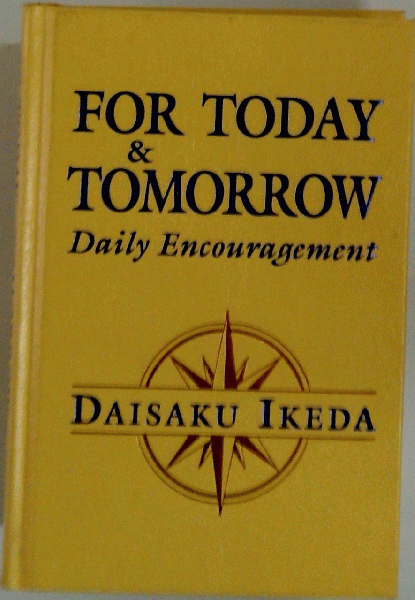 FOR TODAY
&
TOMORROW
Daily Encouragement
DAISAKU IKEDA